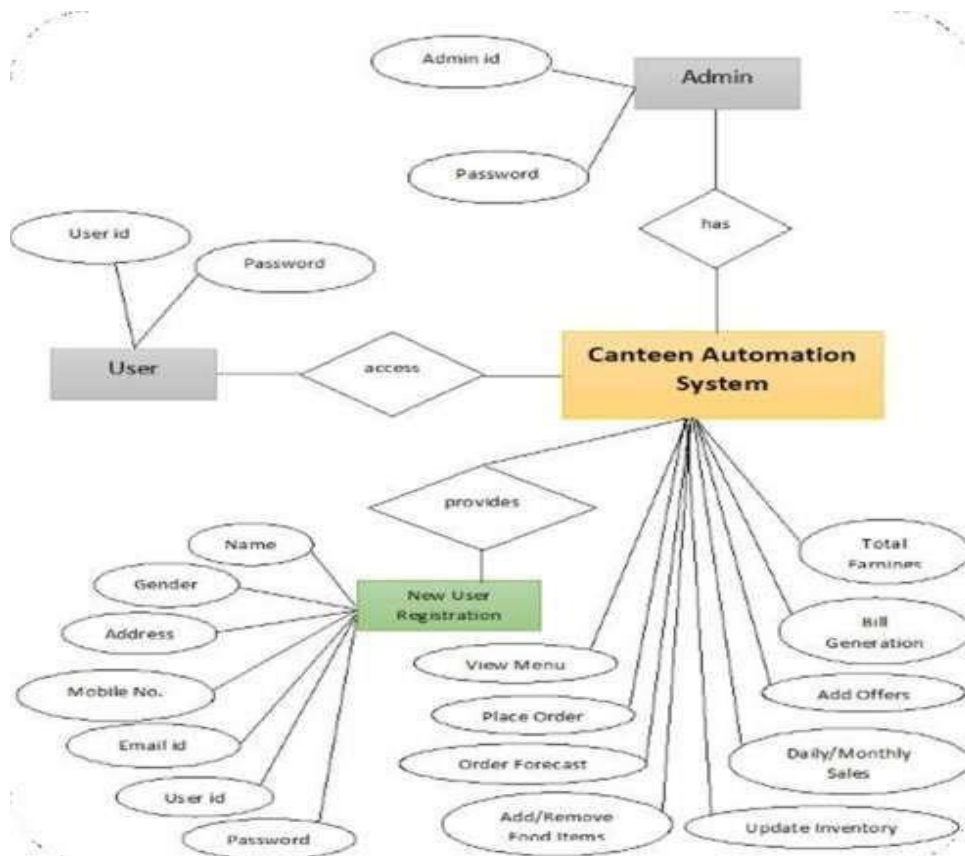 Admin id
Admin
Password
has
User id
Password
User
access
Canteen Automation
System
provides
Name
Gender
Address
Mobile No.
Email id
User id
Password
New User
Registration
View Menu
Place Order
Order Forecast
Add/Remove
Food Items
Total
Earnings
Bill
Generation
Add Offers
Daily/Monthly
Sales
Update Inventory